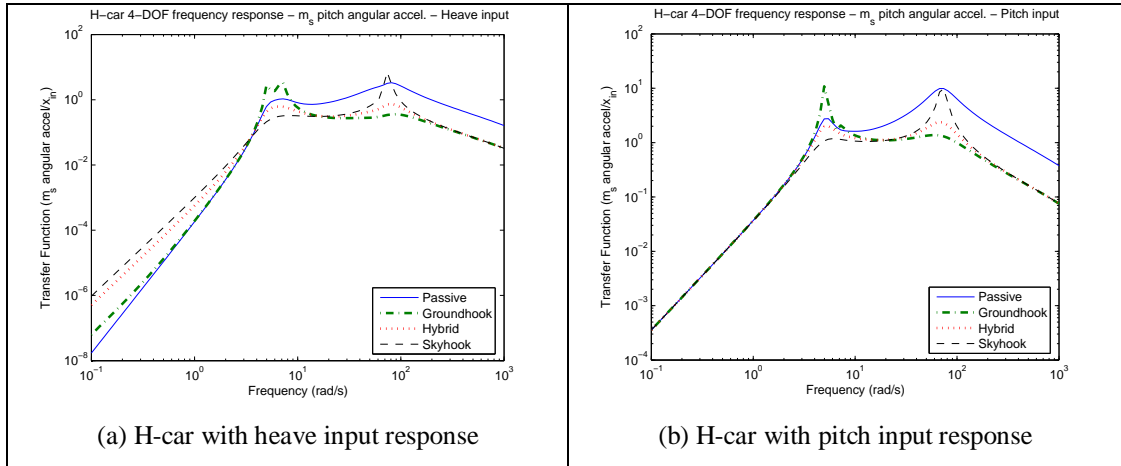 H−car 4−DOF frequency response − m_s pitch angular accel. − Heave input
Transfer Function (m_s angular accel/x_in)
10^2
10^0
10^−2
10^−4
10^−6
10^−8
10^−1
10^0
10^1
10^2
10^3
Frequency (rad/s)
Passive
Groundhook
Hybrid
Skyhook
(a) H-car with heave input response
H−car 4−DOF frequency response − m_s pitch angular accel. − Pitch input
Transfer Function (m_s angular accel/x_in)
10^2
10^1
10^0
10^−1
10^−2
10^−3
10^−4
10^−1
10^0
10^1
10^2
10^3
Frequency (rad/s)
Passive
Groundhook
Hybrid
Skyhook
(b) H-car with pitch input response